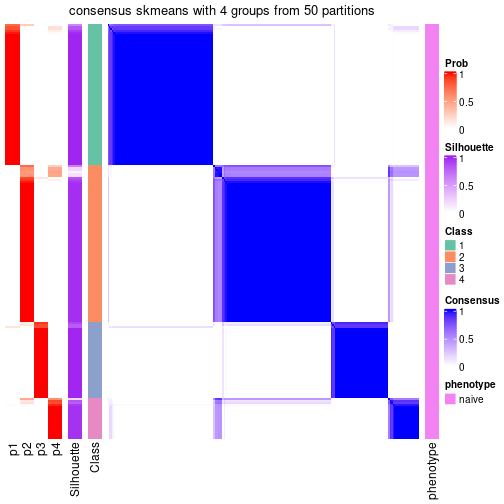 consensus skmeans with 4 groups from 50 partitions
Prob
1
0.5
0
Silhouette
1
0.5
0
Class
1
2
3
4
Consensus
1
0.5
0
phenotype
naive
p1
p2
p3
p4
Silhouette
Class
phenotype